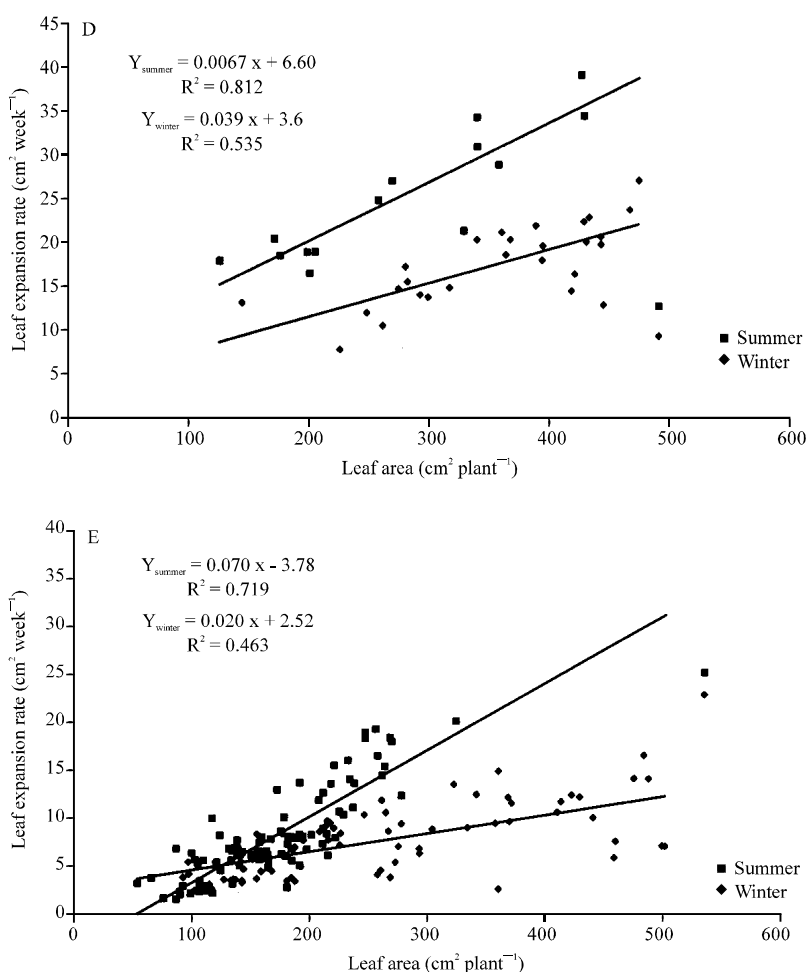 D
Y summer = 0.0067 x + 6.60
R² = 0.812
Y winter = 0.039 x + 3.6
R² = 0.535
45
40
35
30
25
20
15
10
5
0
Leaf expansion rate (cm² week⁻¹)
Summer
Winter
0 100 200 300 400 500 600
Leaf area (cm² plant⁻¹)
E
Y summer = 0.070 x - 3.78
R² = 0.719
Y winter = 0.020 x + 2.52
R² = 0.463
40
35
30
25
20
15
10
5
0
Leaf expansion rate (cm² week⁻¹)
Summer
Winter
0 100 200 300 400 500 600
Leaf area (cm² plant⁻¹)